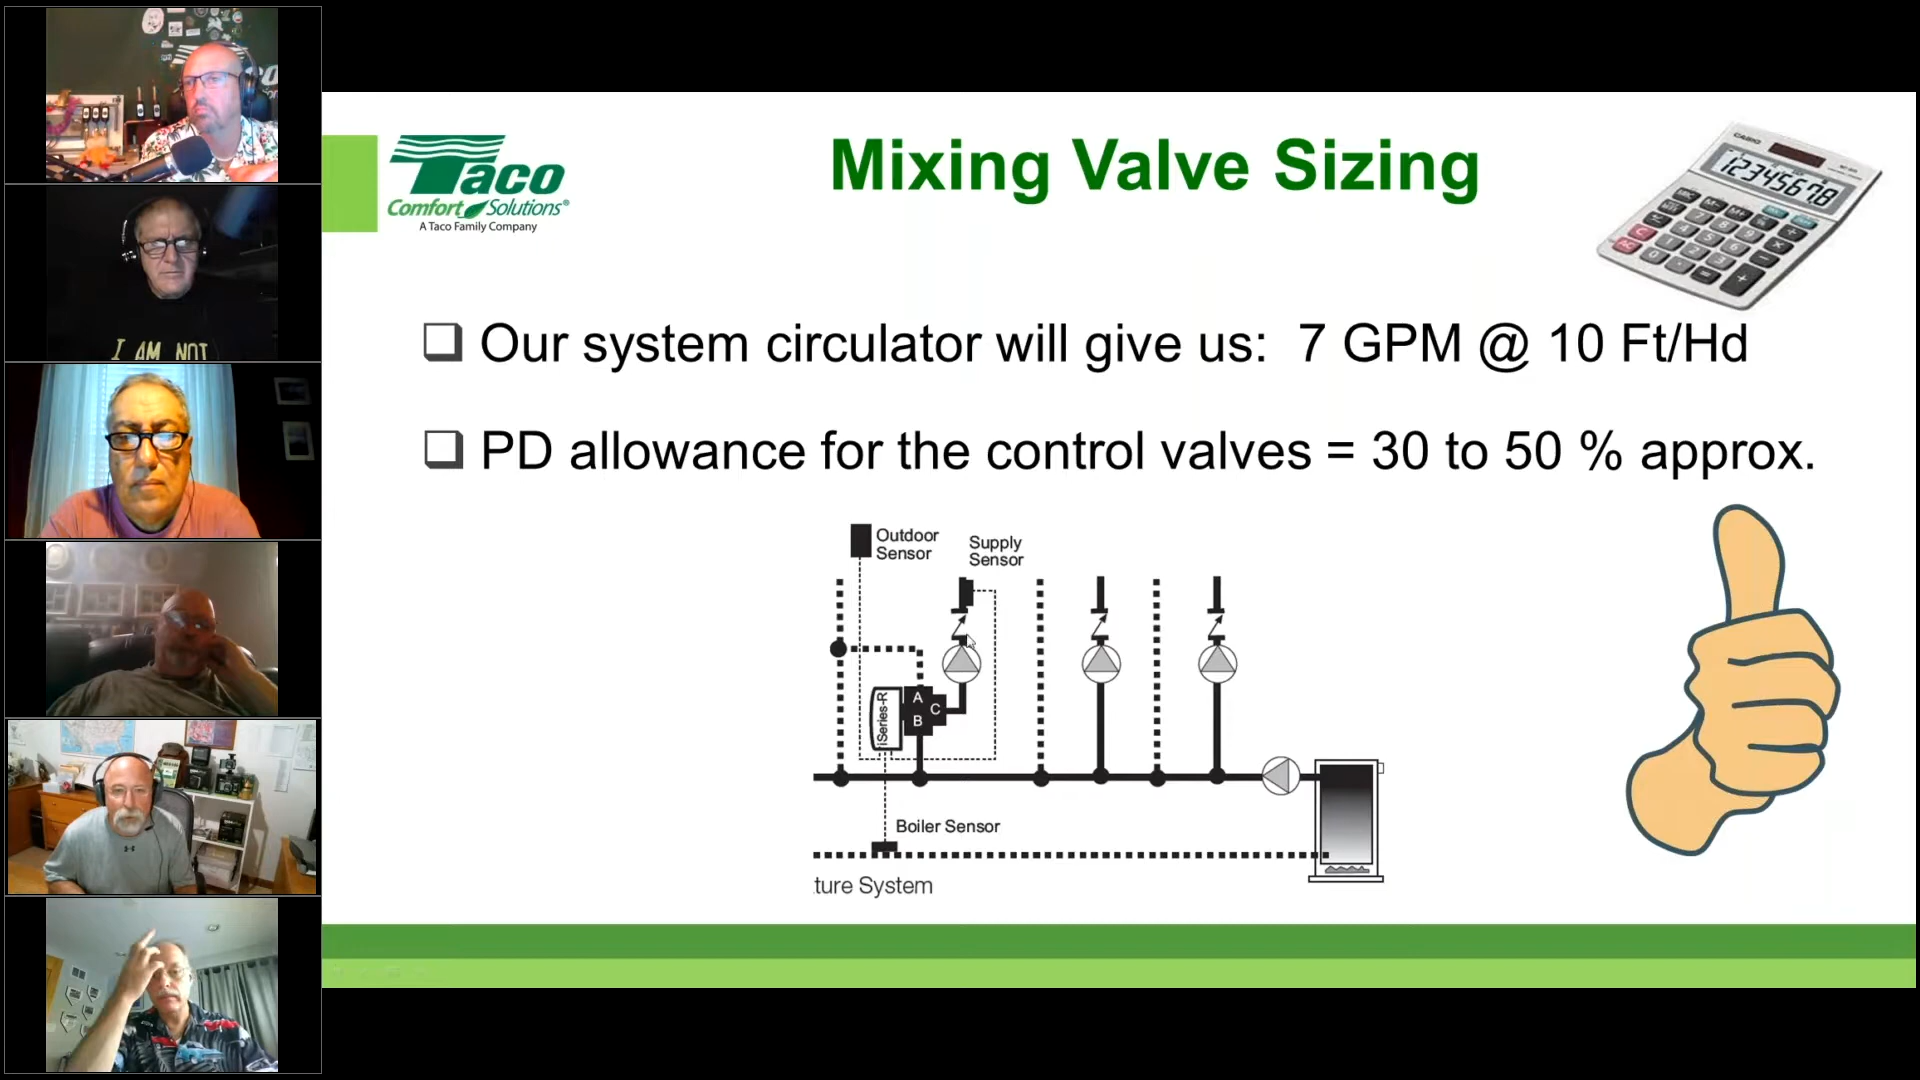 I AM NOT
Taco
Comfort Solutions®
A Taco Family Company
Mixing Valve Sizing
CASIO
12345678
Our system circulator will give us: 7 GPM @ 10 Ft/Hd
PD allowance for the control valves = 30 to 50 % approx.
Outdoor
Sensor
Supply
Sensor
iSeries-R
A
B
C
Boiler Sensor
ture System